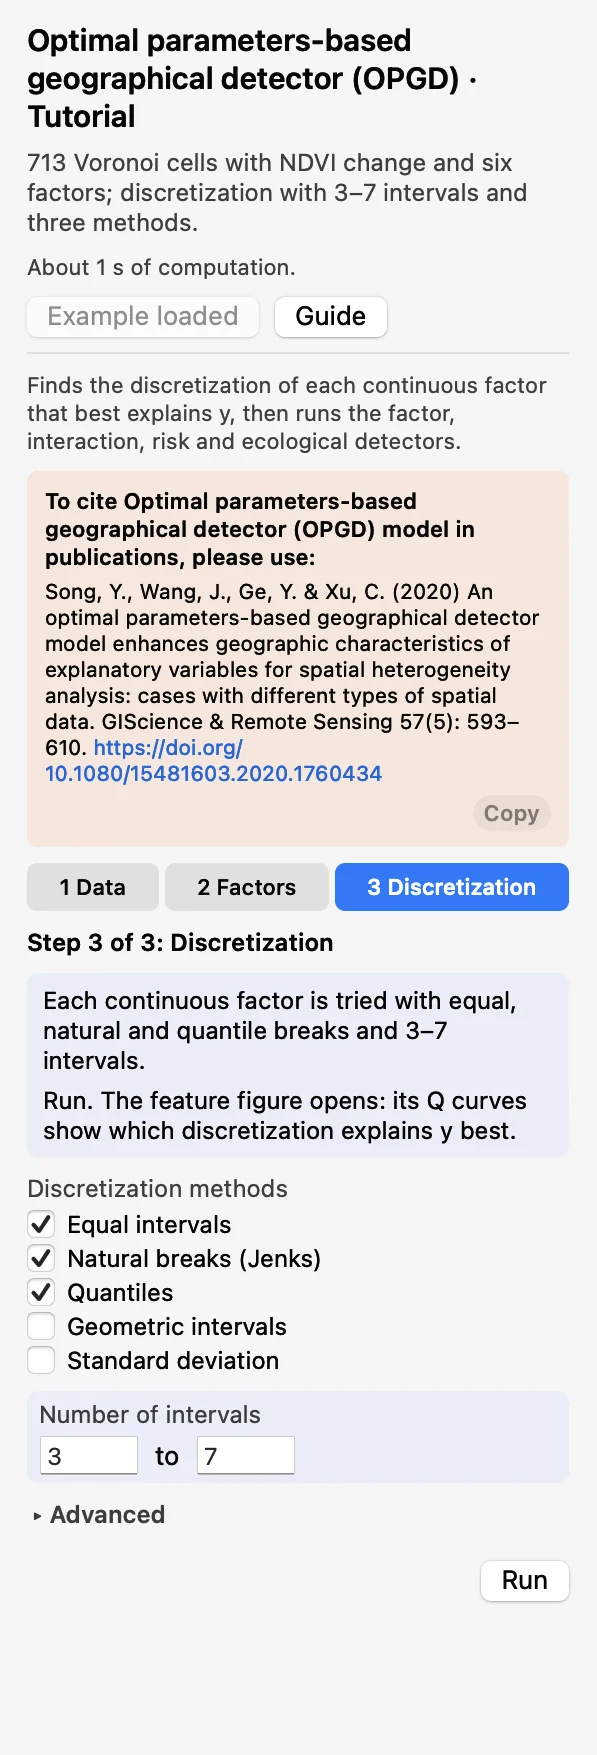 Optimal parameters-based
geographical detector (OPGD) ·
Tutorial
713 Voronoi cells with NDVI change and six
factors; discretization with 3–7 intervals and
three methods.
About 1 s of computation.
Example loaded
Guide
Finds the discretization of each continuous factor
that best explains y, then runs the factor,
interaction, risk and ecological detectors.
To cite Optimal parameters-based
geographical detector (OPGD) model in
publications, please use:
Song, Y., Wang, J., Ge, Y. & Xu, C. (2020) An
optimal parameters-based geographical detector
model enhances geographic characteristics of
explanatory variables for spatial heterogeneity
analysis: cases with different types of spatial
data. GIScience & Remote Sensing 57(5): 593–
610. https://doi.org/
10.1080/15481603.2020.1760434
Copy
1 Data
2 Factors
3 Discretization
Step 3 of 3: Discretization
Each continuous factor is tried with equal,
natural and quantile breaks and 3–7
intervals.
Run. The feature figure opens: its Q curves
show which discretization explains y best.
Discretization methods
Equal intervals
Natural breaks (Jenks)
Quantiles
Geometric intervals
Standard deviation
Number of intervals
3 to 7
Advanced
Run